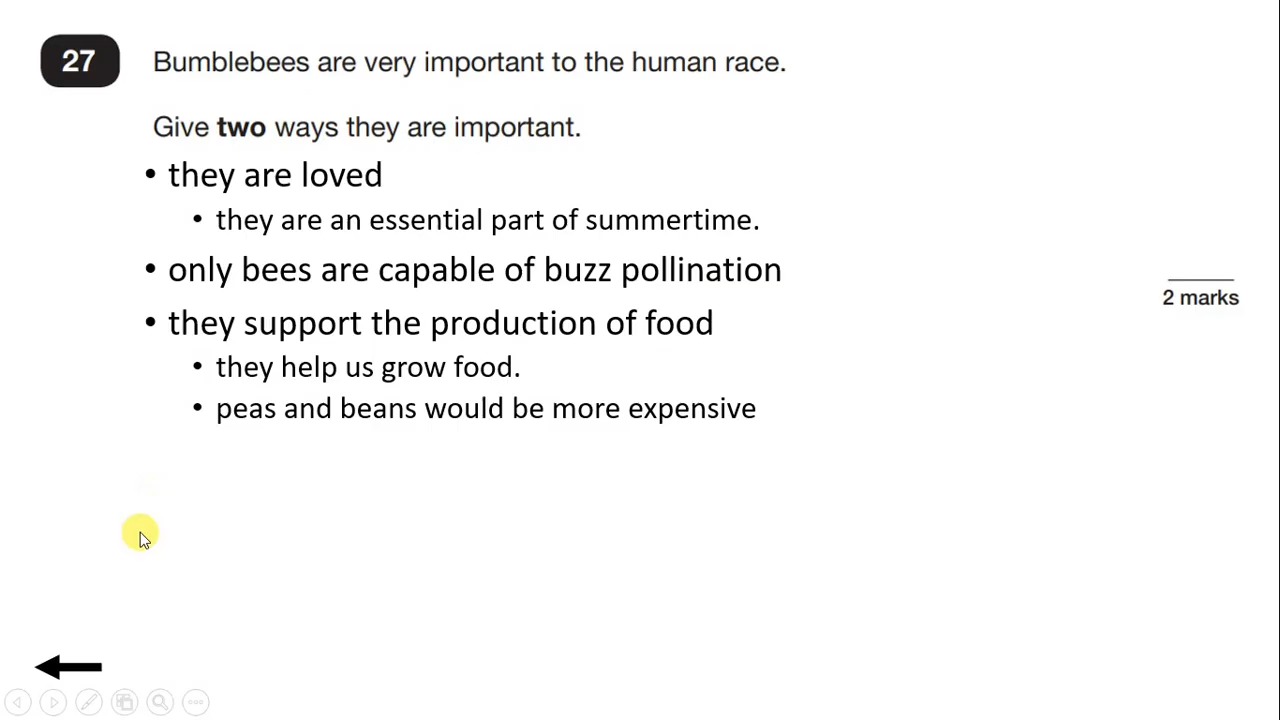 27 Bumblebees are very important to the human race.
Give two ways they are important.
• they are loved
• they are an essential part of summertime.
• only bees are capable of buzz pollination
• they support the production of food
• they help us grow food.
• peas and beans would be more expensive
2 marks